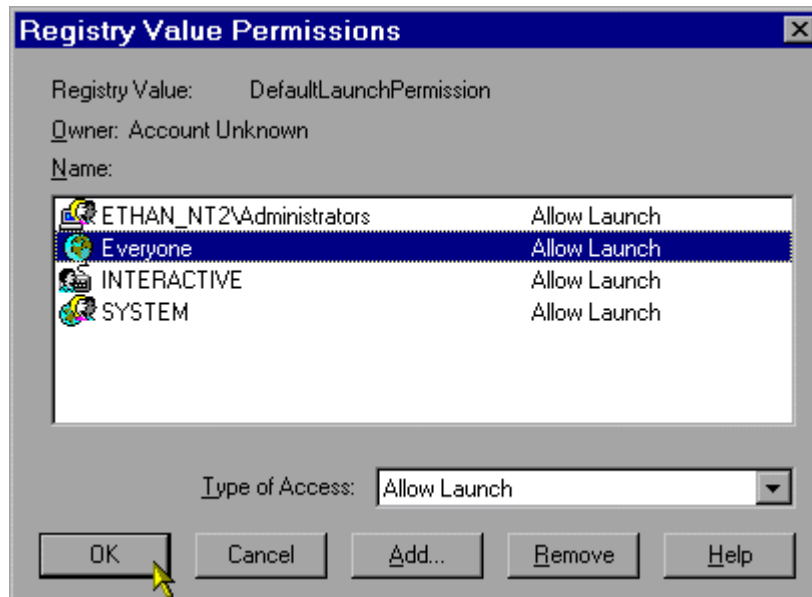 Registry Value Permissions
Registry Value: DefaultLaunchPermission
Owner: Account Unknown
Name:
ETHAN_NT2\Administrators Allow Launch
Everyone Allow Launch
INTERACTIVE Allow Launch
SYSTEM Allow Launch
Type of Access: Allow Launch
OK Cancel Add... Remove Help